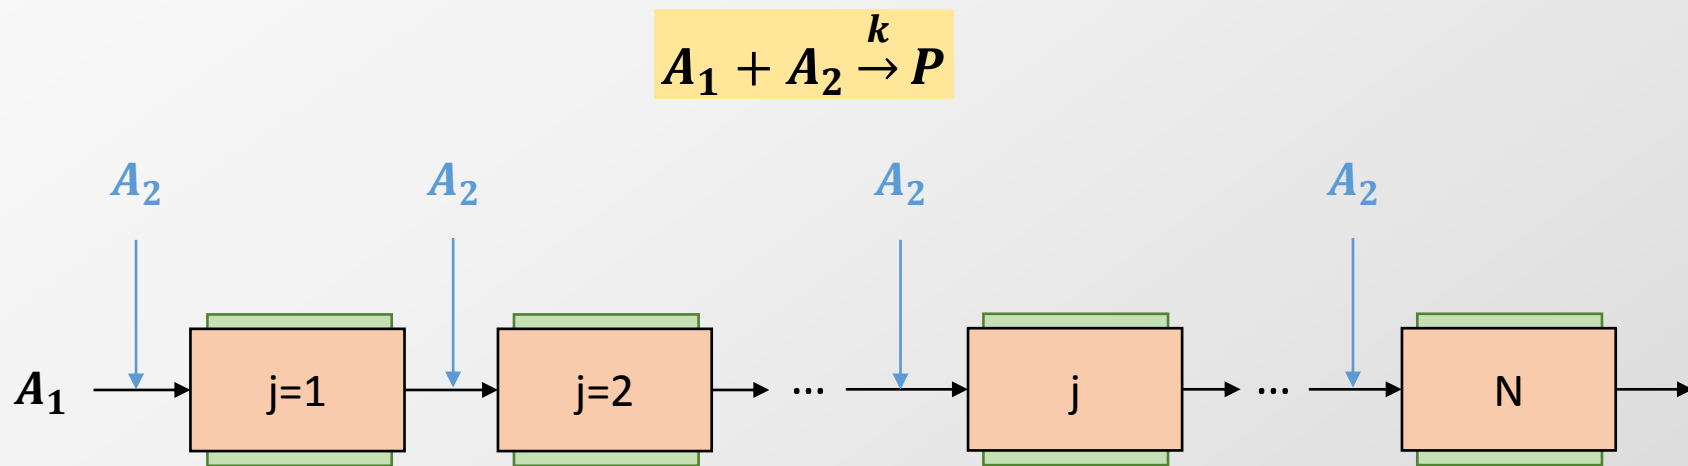 A₁ + A₂ →ᵏ P
A₂ A₂ A₂ A₂
A₁ j=1 j=2 ... j ... N